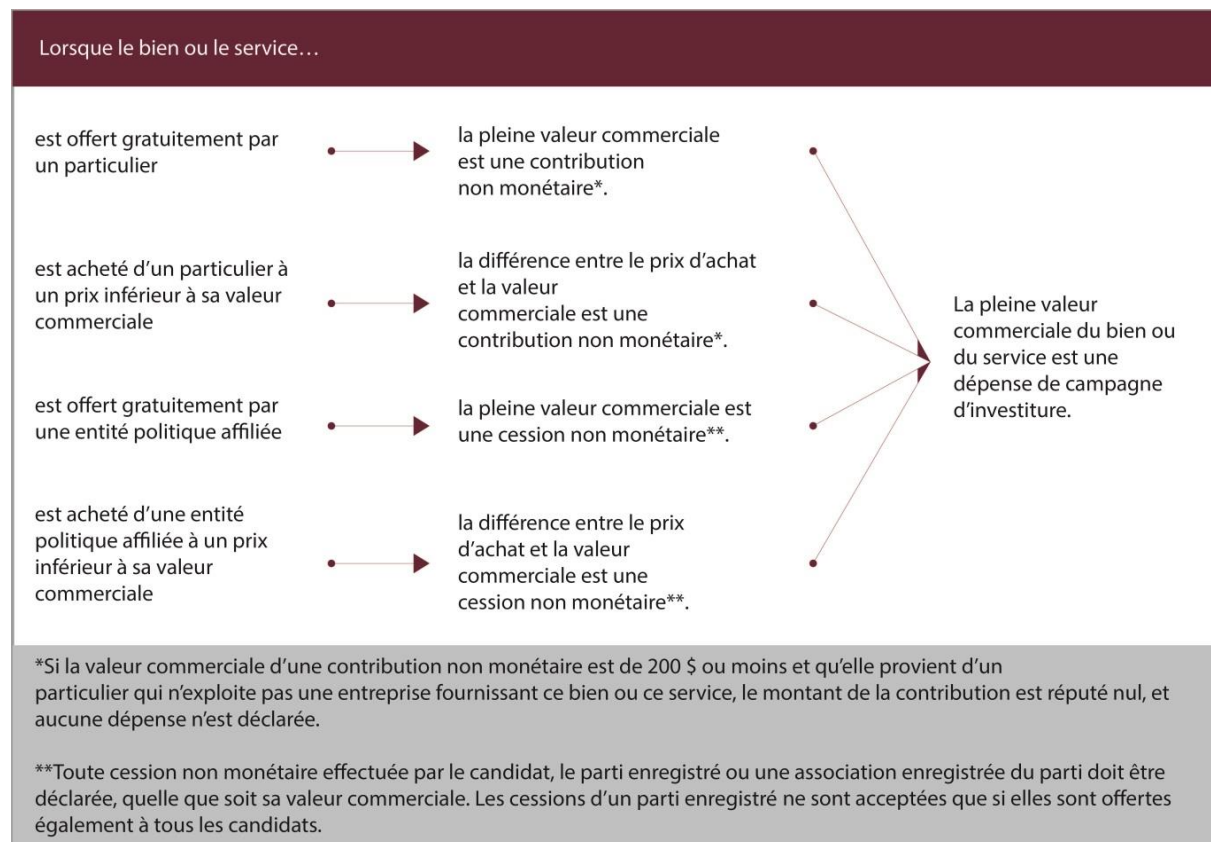 Lorsque le bien ou le service…
est offert gratuitement par
un particulier
la pleine valeur commerciale
est une contribution
non monétaire*.
est acheté d’un particulier à
un prix inférieur à sa valeur
commerciale
la différence entre le prix d’achat
et la valeur
commerciale est une
contribution non monétaire*.
est offert gratuitement par
une entité politique affiliée
la pleine valeur commerciale est
une cession non monétaire**.
est acheté d’une entité
politique affiliée à un prix
inférieur à sa valeur
commerciale
la différence entre le prix
d’achat et la valeur
commerciale est une
cession non monétaire**.
La pleine valeur
commerciale du bien ou
du service est une
dépense de campagne
d’investiture.
*Si la valeur commerciale d’une contribution non monétaire est de 200 $ ou moins et qu’elle provient d’un
particulier qui n’exploite pas une entreprise fournissant ce bien ou ce service, le montant de la contribution est réputé nul, et
aucune dépense n’est déclarée.
**Toute cession non monétaire effectuée par le candidat, le parti enregistré ou une association enregistrée du parti doit être
déclarée, quelle que soit sa valeur commerciale. Les cessions d’un parti enregistré ne sont acceptées que si elles sont offertes
également à tous les candidats.